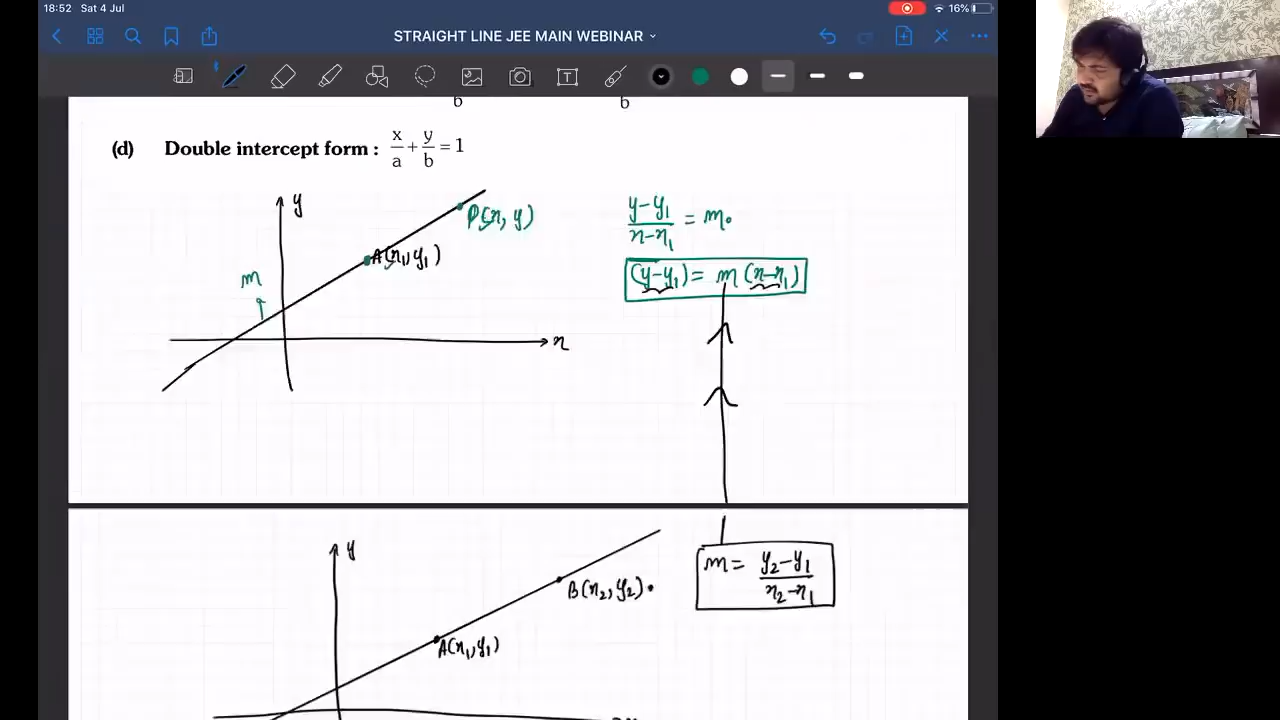 18:52 Sat 4 Jul
16%
STRAIGHT LINE JEE MAIN WEBINAR
T
b b
(d) Double intercept form : x/a + y/b = 1
y
P(x, y)
A(x₁, y₁)
m
x
(y-y₁)/(x-x₁) = m.
(y-y₁) = m (x-x₁)
y
B(x₂, y₂).
A(x₁, y₁)
m = (y₂-y₁)/(x₂-x₁)